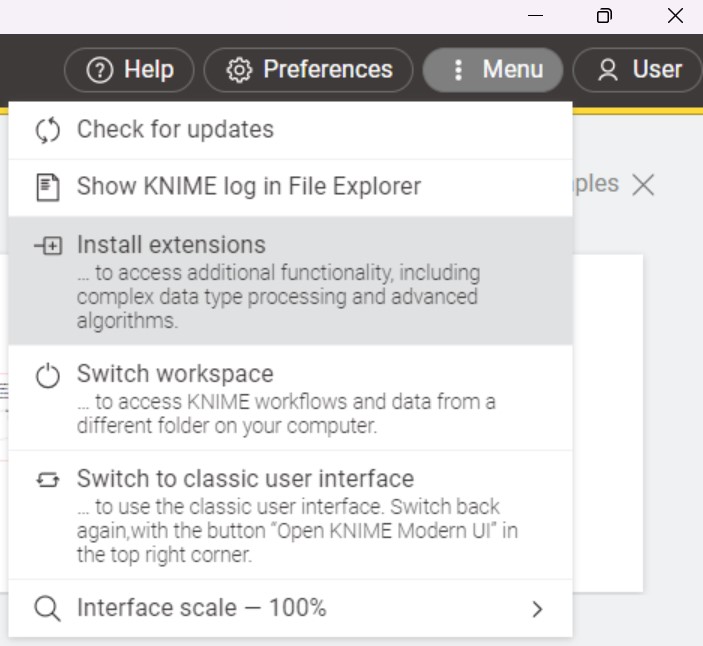 Help Preferences Menu User
Check for updates
Show KNIME log in File Explorer
Install extensions
... to access additional functionality, including
complex data type processing and advanced
algorithms.
Switch workspace
... to access KNIME workflows and data from a
different folder on your computer.
Switch to classic user interface
... to use the classic user interface. Switch back
again,with the button “Open KNIME Modern UI” in
the top right corner.
Interface scale – 100%